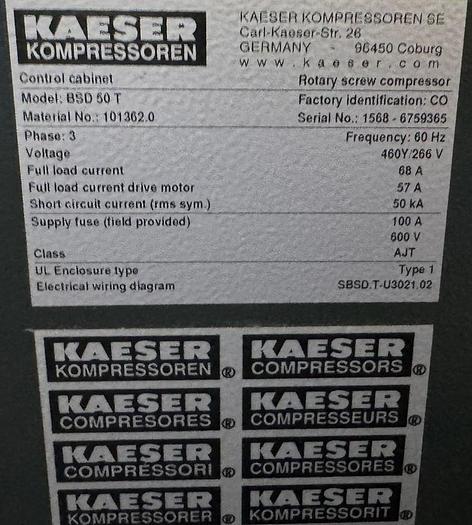 KAESER
KOMPRESSOREN
KAESER KOMPRESSOREN SE
Carl-Kaeser-Str. 26
GERMANY - 96450 Coburg
www.kaeser.com
Control cabinet Rotary screw compressor
Model: BSD 50 T Factory identification: CO
Material No.: 101362.0 Serial No.: 1568 - 6759365
Phase: 3 Frequency: 60 Hz
Voltage 460Y/266 V
Full load current 68 A
Full load current drive motor 57 A
Short circuit current (rms sym.) 50 kA
Supply fuse (field provided) 100 A
600 V
Class AJT
UL Enclosure type Type 1
Electrical wiring diagram SBSD.T-U3021.02
KAESER KAESER
KOMPRESSOREN ® COMPRESSORS ®
KAESER KAESER
COMPRESORES ® COMPRESSEURS ®
KAESER KAESER
COMPRESSORI ® COMPRESSORES ®
KAESER KAESER
KOMPRESSORER ® KOMPRESSORIT ®